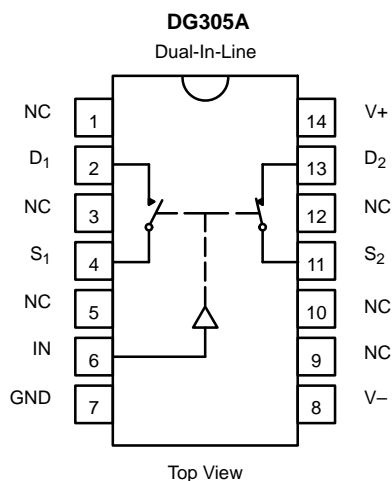 DG305A
Dual-In-Line
NC 1 14 V+
D₁ 2 13 D₂
NC 3 12 NC
S₁ 4 11 S₂
NC 5 10 NC
IN 6 9 NC
GND 7 8 V–
Top View